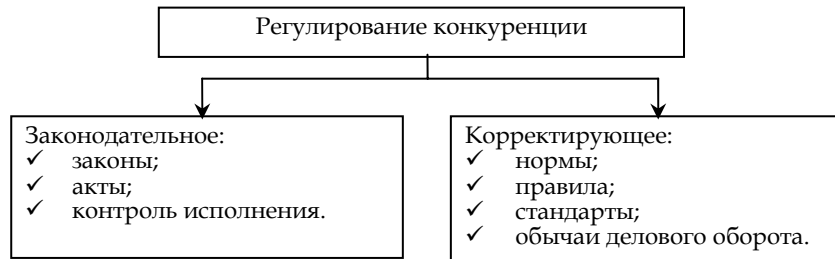 Регулирование конкуренции
Законодательное:
✓ законы;
✓ акты;
✓ контроль исполнения.
Корректирующее:
✓ нормы;
✓ правила;
✓ стандарты;
✓ обычаи делового оборота.